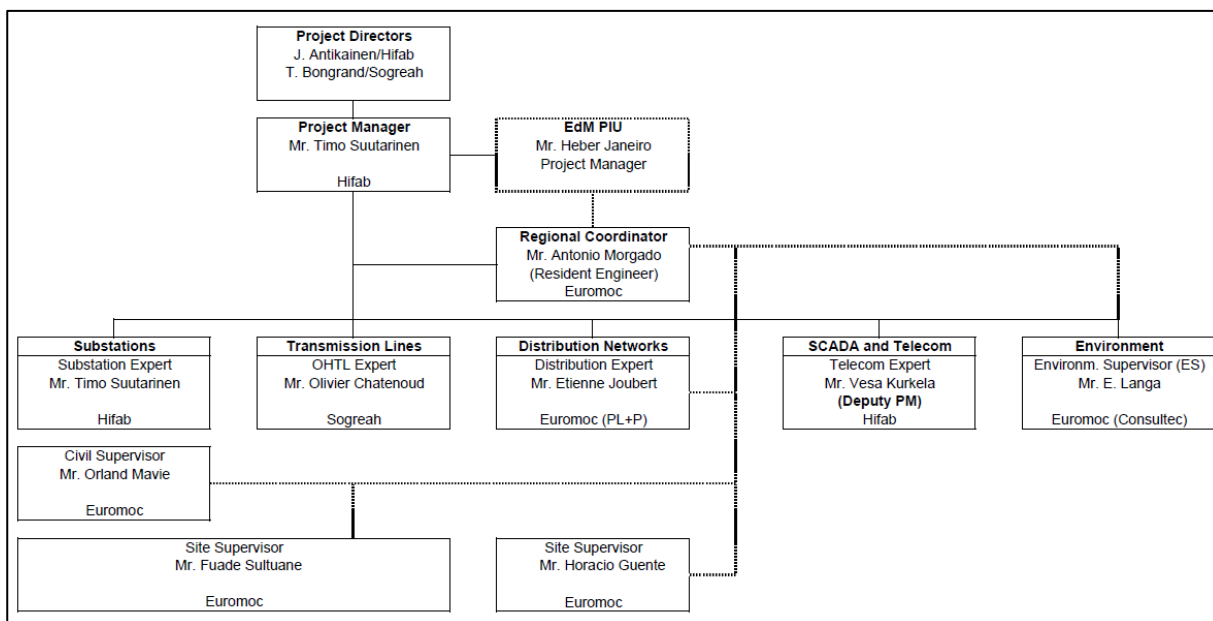 Project Directors
J. Antikainen/Hifab
T. Bongrand/Sogreah
Project Manager
Mr. Timo Suutarinen
Hifab
EdM PIU
Mr. Heber Janeiro
Project Manager
Regional Coordinator
Mr. Antonio Morgado
(Resident Engineer)
Euromoc
Substations
Substation Expert
Mr. Timo Suutarinen
Hifab
Transmission Lines
OHTL Expert
Mr. Olivier Chatenoud
Sogreah
Distribution Networks
Distribution Expert
Mr. Etienne Joubert
Euromoc (PL+P)
SCADA and Telecom
Telecom Expert
Mr. Vesa Kurkela
(Deputy PM)
Hifab
Environment
Environm. Supervisor (ES)
Mr. E. Langa
Euromoc (Consultec)
Civil Supervisor
Mr. Orland Mavie
Euromoc
Site Supervisor
Mr. Fuade Sultuane
Euromoc
Site Supervisor
Mr. Horacio Guente
Euromoc